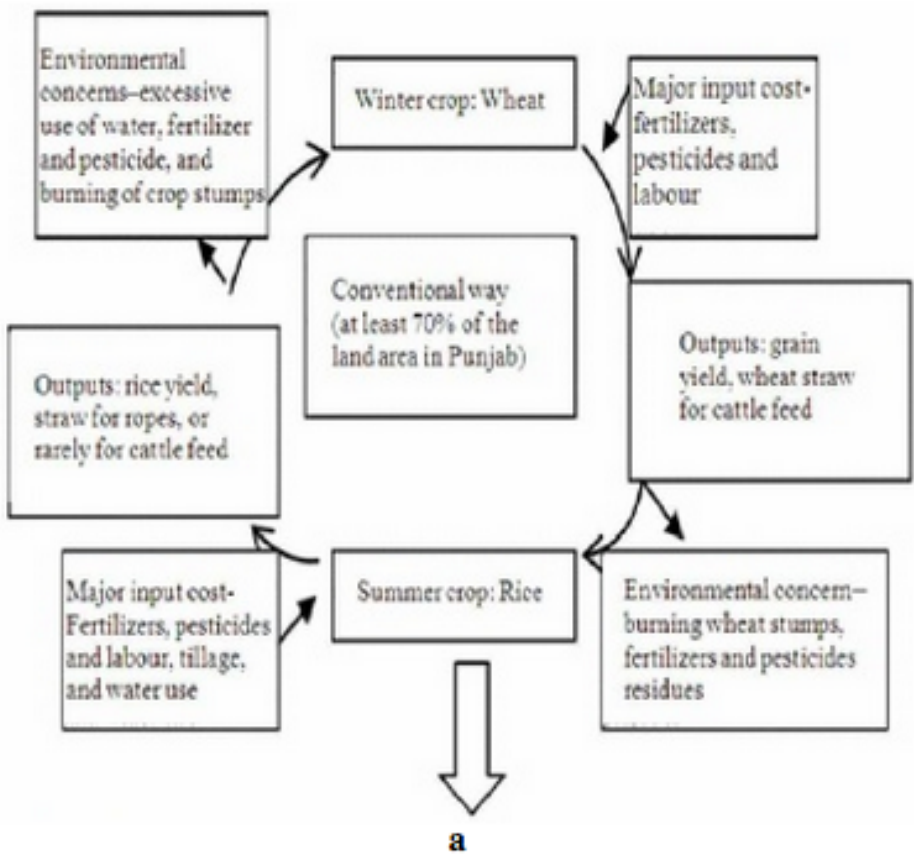 Environmental
concerns–excessive
use of water, fertilizer
and pesticide, and
burning of crop stumps
Winter crop: Wheat
Major input cost-
fertilizers,
pesticides and
labour
Conventional way
(at least 70% of the
land area in Punjab)
Outputs: rice yield,
straw for ropes, or
rarely for cattle feed
Outputs: grain
yield, wheat straw
for cattle feed
Major input cost-
Fertilizers, pesticides
and labour, tillage,
and water use
Summer crop: Rice
Environmental concern–
burning wheat stumps,
fertilizers and pesticides
residues
a